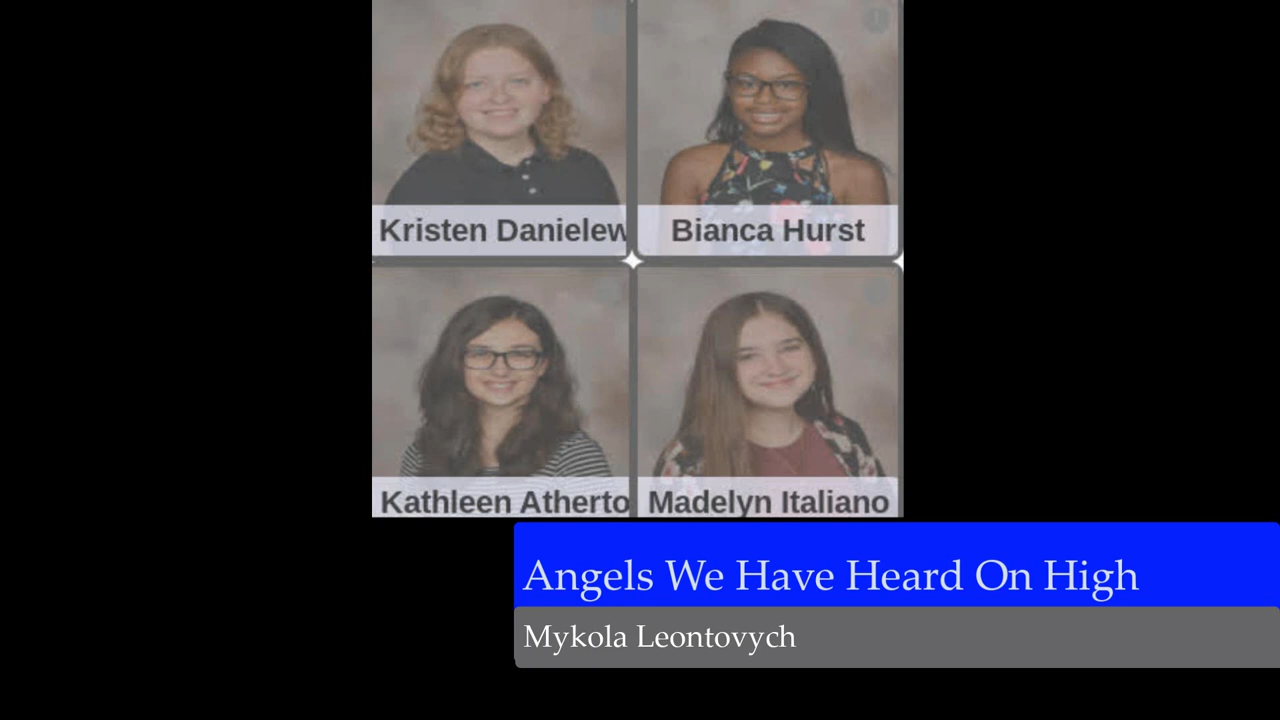 Kristen Danielew
Bianca Hurst
Kathleen Atherto
Madelyn Italiano
Angels We Have Heard On High
Mykola Leontovych